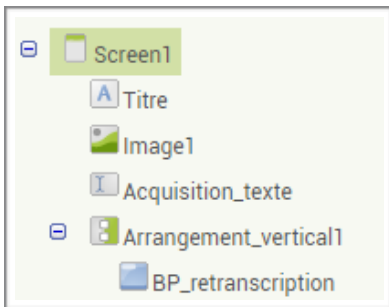 Screen1
Titre
Image1
Acquisition_texte
Arrangement_vertical1
BP_retranscription